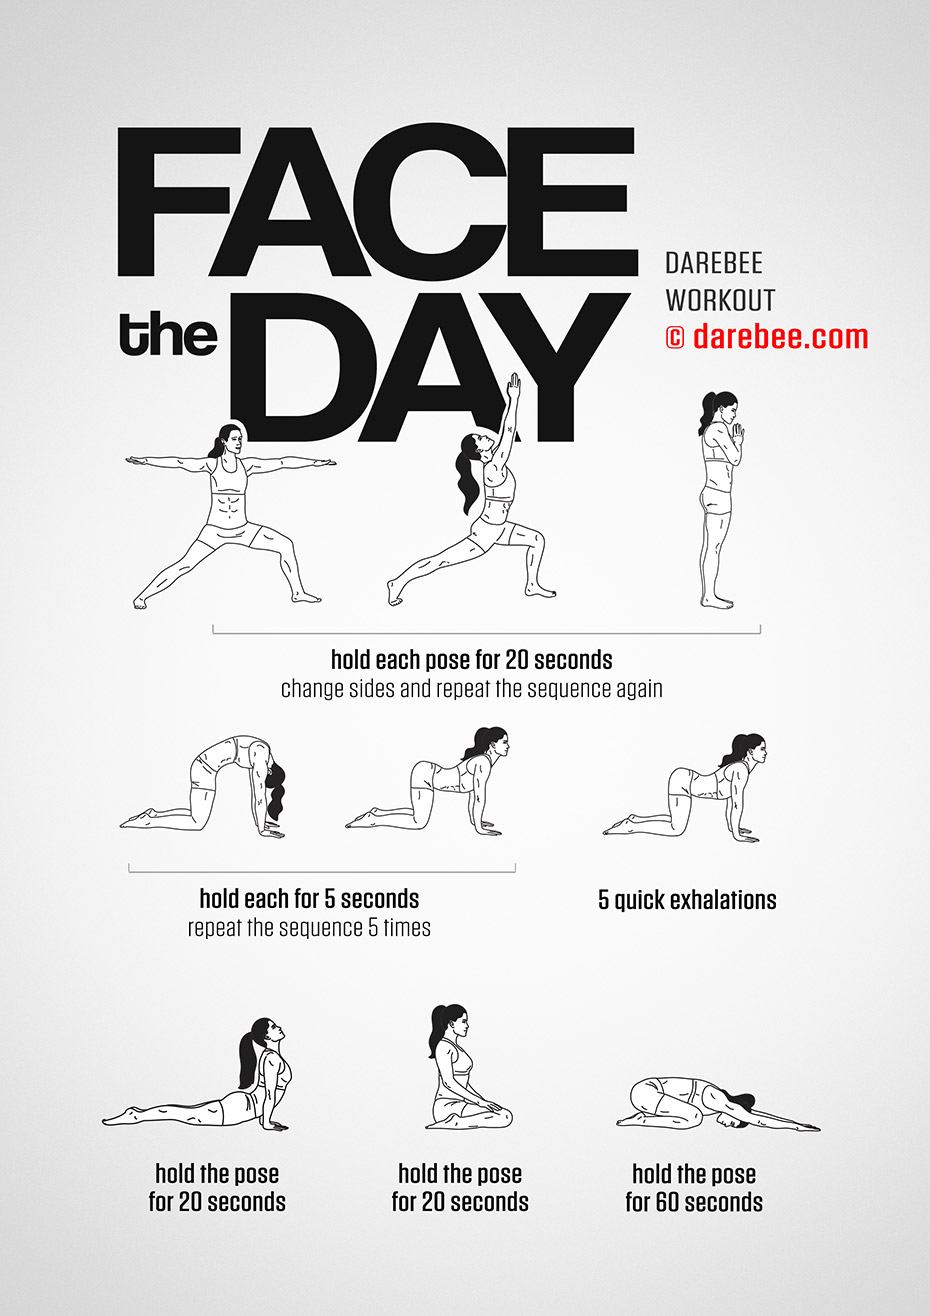 FACE
the DAY
DAREBEE
WORKOUT
© darebee.com
hold each pose for 20 seconds
change sides and repeat the sequence again
hold each for 5 seconds
repeat the sequence 5 times
5 quick exhalations
hold the pose
for 20 seconds
hold the pose
for 20 seconds
hold the pose
for 60 seconds